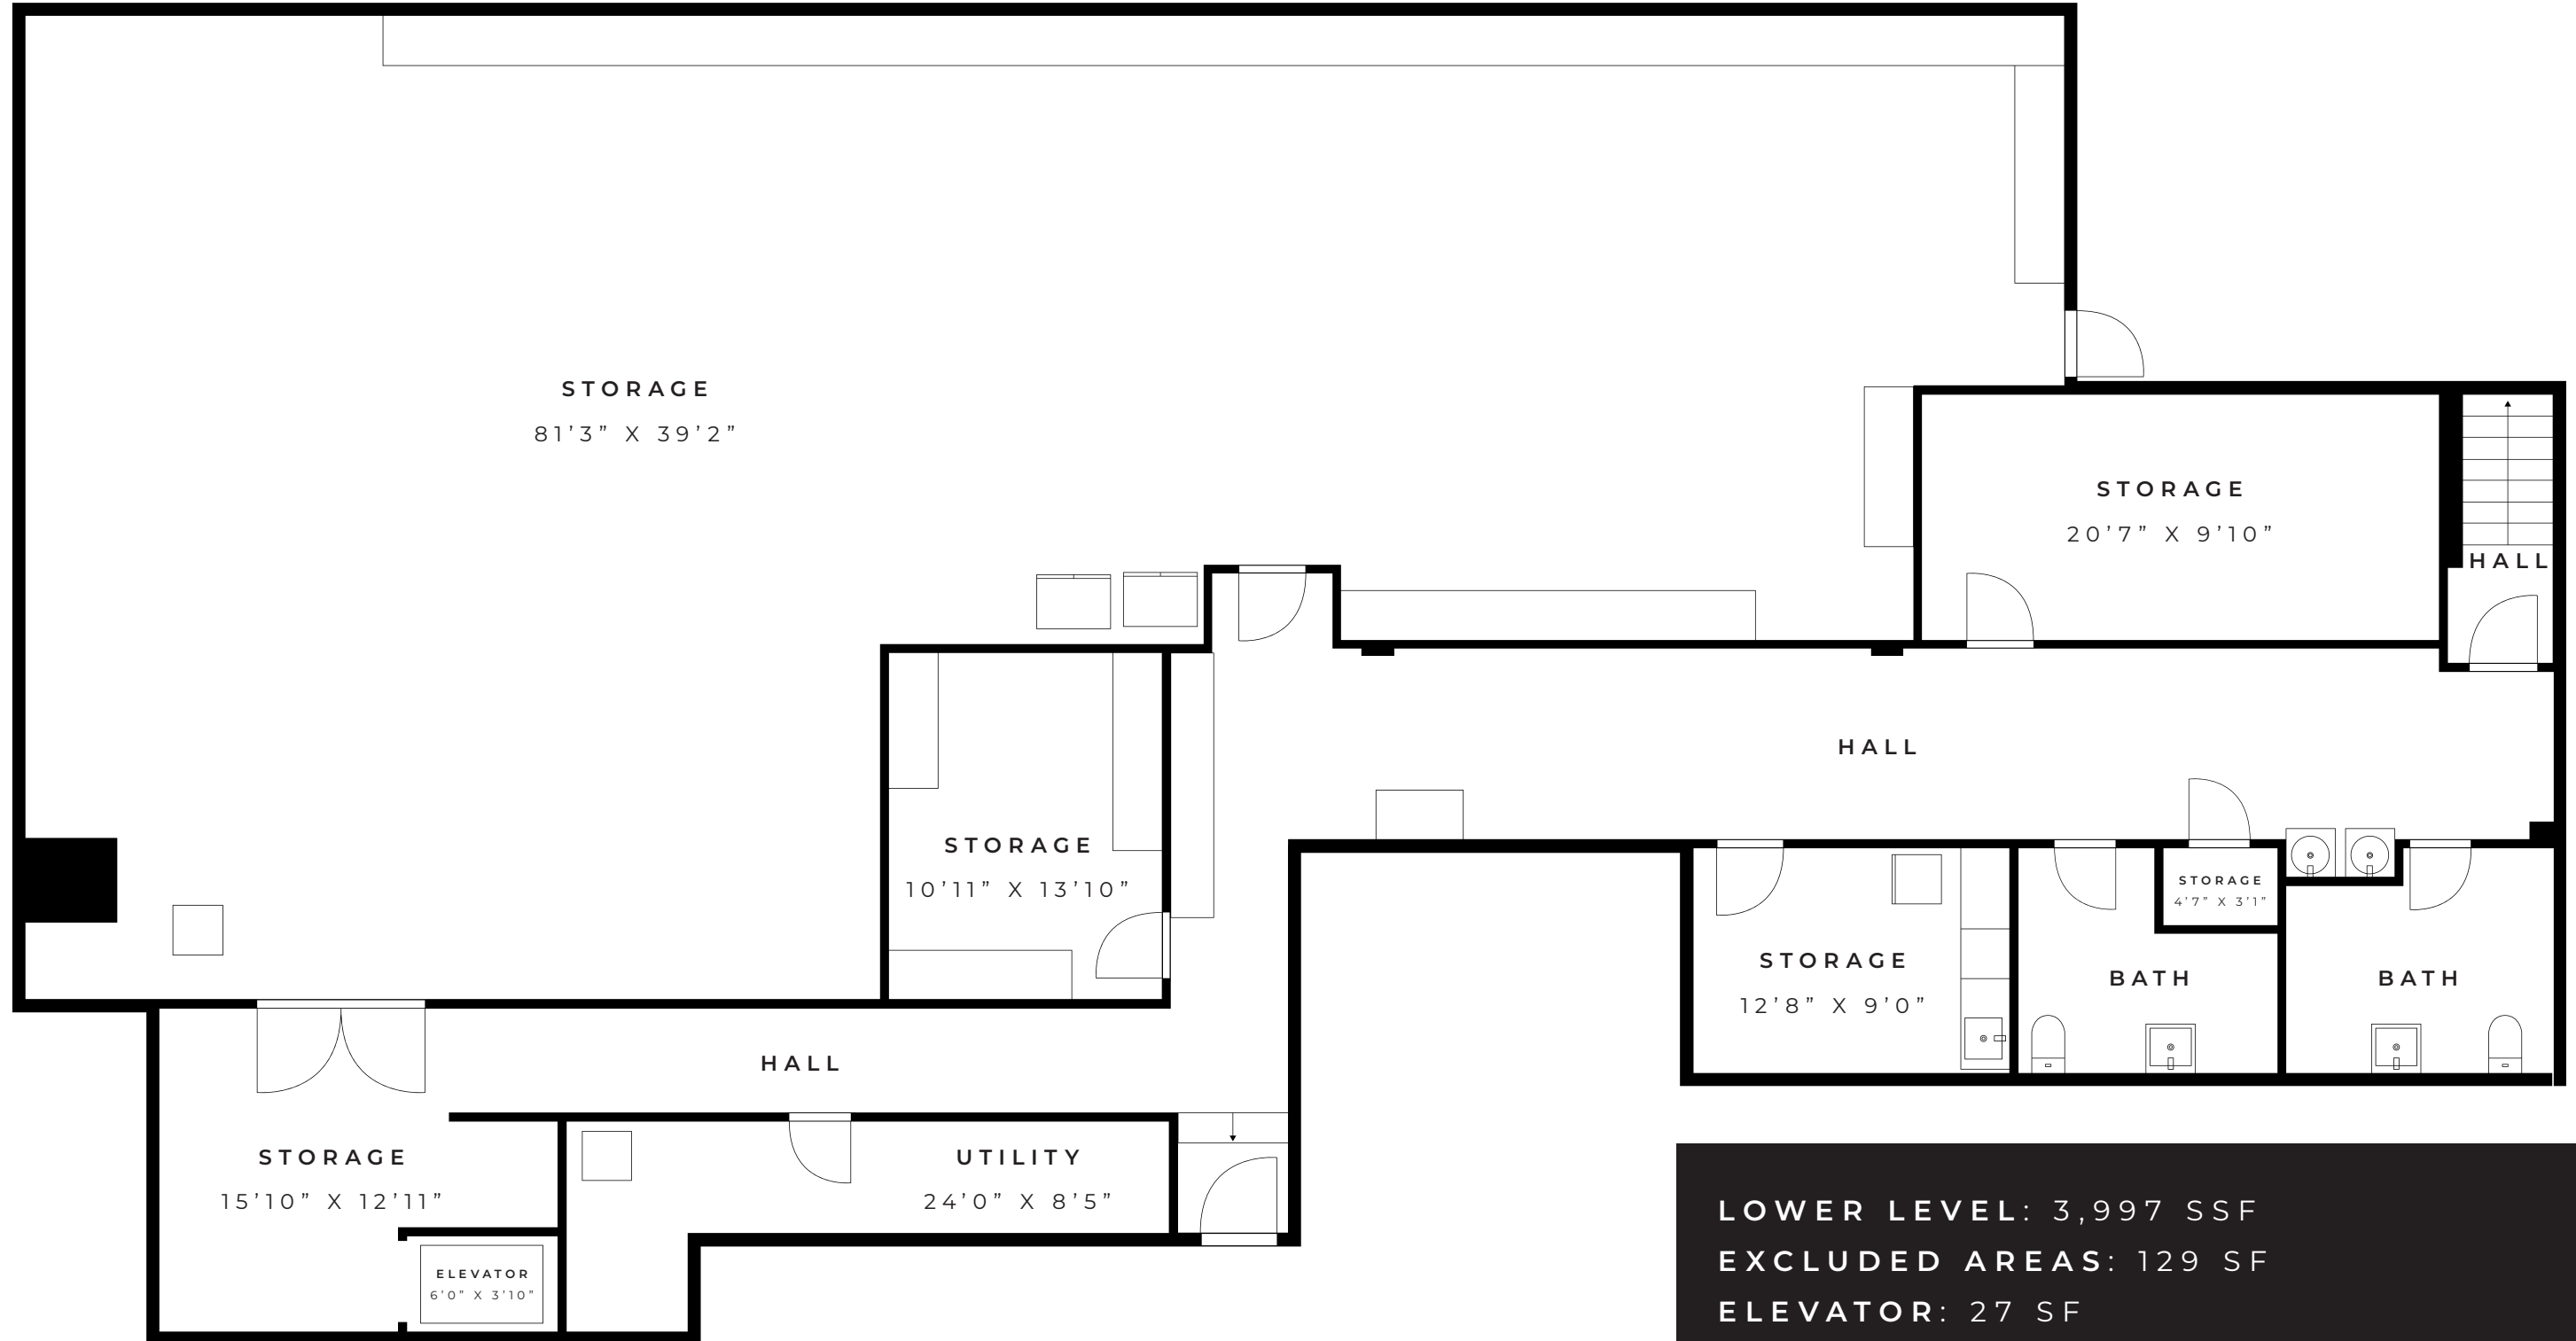 STORAGE
81’3” X 39’2”
STORAGE
20’7” X 9’10”
HALL
HALL
STORAGE
10’11” X 13’10”
STORAGE
4’7” X 3’1”
STORAGE
12’8” X 9’0”
BATH
BATH
HALL
STORAGE
15’10” X 12’11”
UTILITY
24’0” X 8’5”
ELEVATOR
6’0” X 3’10”
LOWER LEVEL: 3,997 SSF
EXCLUDED AREAS: 129 SF
ELEVATOR: 27 SF